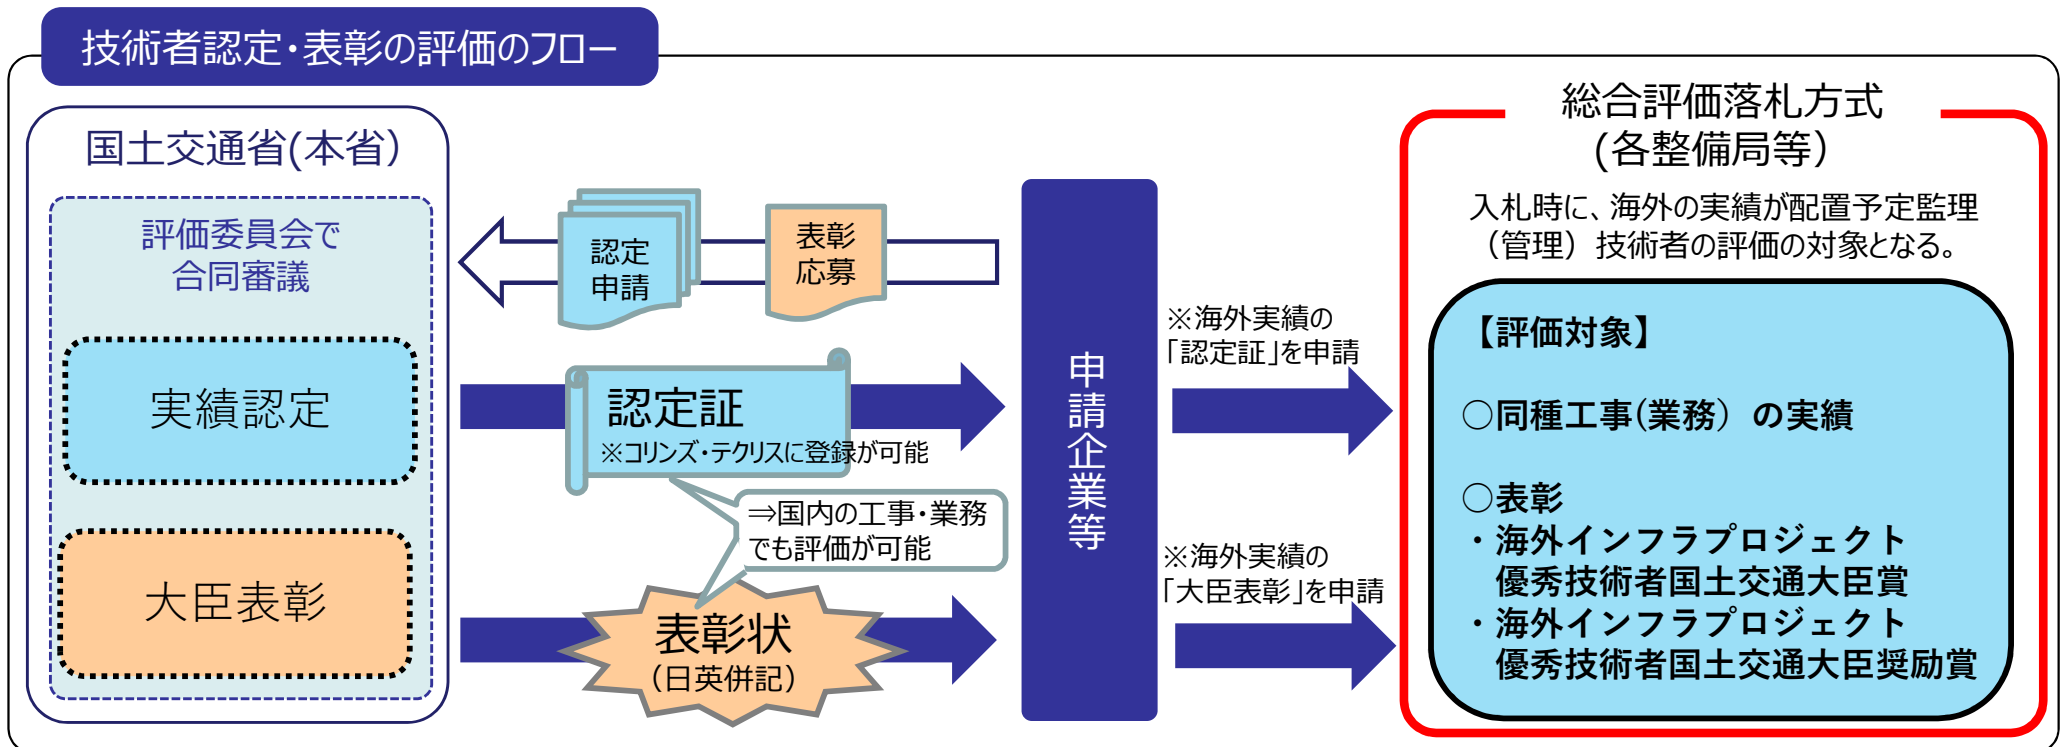 技術者認定・表彰の評価のフロー
国土交通省(本省）
評価委員会で
合同審議
実績認定
大臣表彰
認定
申請
表彰
応募
認定証
※コリンズ・テクリスに登録が可能
⇒国内の工事・業務
でも評価が可能
表彰状
（日英併記）
申請企業等
※海外実績の
「認定証」を申請
※海外実績の
「大臣表彰」を申請
総合評価落札方式
(各整備局等）
入札時に、海外の実績が配置予定監理
（管理）技術者の評価の対象となる。
【評価対象】
○同種工事(業務）の実績
○表彰
・海外インフラプロジェクト
優秀技術者国土交通大臣賞
・海外インフラプロジェクト
優秀技術者国土交通大臣奨励賞